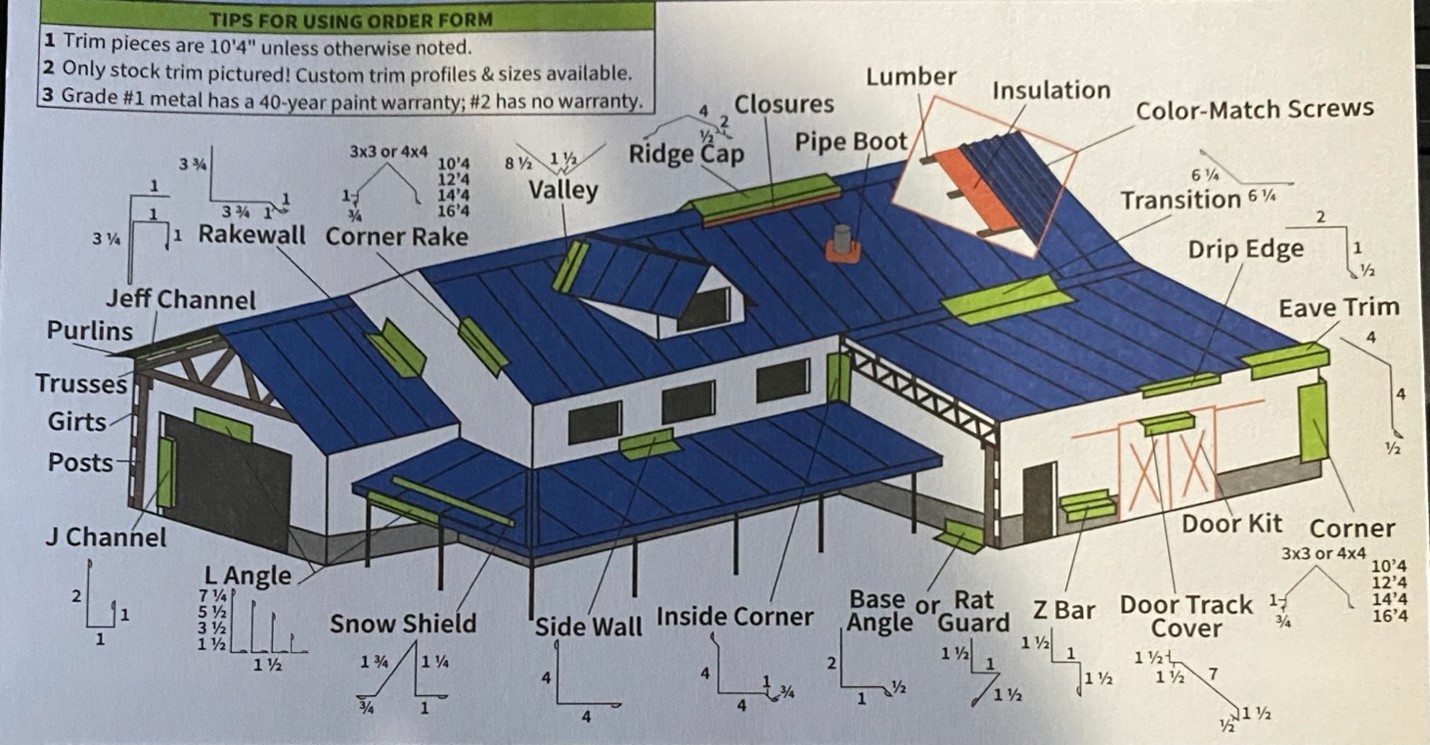 TIPS FOR USING ORDER FORM
1 Trim pieces are 10'4" unless otherwise noted.
2 Only stock trim pictured! Custom trim profiles & sizes available.
3 Grade #1 metal has a 40-year paint warranty; #2 has no warranty.
Lumber
Insulation
Color-Match Screws
Closures
4
2
½
Ridge Cap
Pipe Boot
8 ½
1 ½
Valley
3x3 or 4x4
10'4
12'4
14'4
16'4
1
¾
Corner Rake
3 ¾
3 ¾
1
1
Rakewall
1
1
3 ¼
1
Jeff Channel
6 ¼
Transition 6 ¼
2
1
½
Drip Edge
Eave Trim
4
4
½
Purlins
Trusses
Girts
Posts
J Channel
2
1
1
L Angle
7 ¼
5 ½
3 ½
1 ½
1 ½
Snow Shield
1 ¾
1 ¼
¾
1
Side Wall
4
4
Inside Corner
4
4
1
¾
Base Angle or Rat Guard
2
1
½
1 ½
1
1 ½
Z Bar
1 ½
1
1 ½
Door Track
Cover
1 ½
1 ½
7
½
1 ½
Door Kit
Corner
3x3 or 4x4
10'4
12'4
14'4
16'4
1
¾